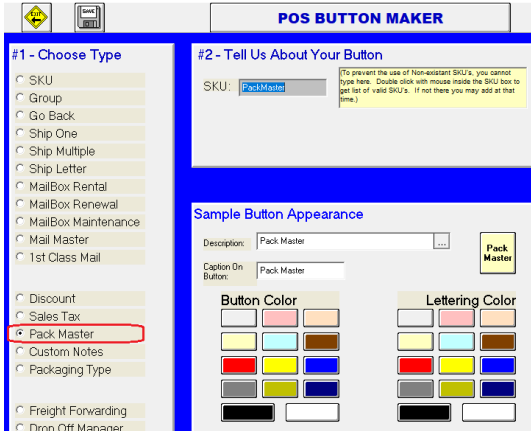 EXIT
SAVE
POS BUTTON MAKER
#1 - Choose Type
SKU
Group
Go Back
Ship One
Ship Multiple
Ship Letter
MailBox Rental
MailBox Renewal
MailBox Maintenance
Mail Master
1st Class Mail
Discount
Sales Tax
Pack Master
Custom Notes
Packaging Type
Freight Forwarding
Drop Off Manager
#2 - Tell Us About Your Button
SKU: PackMaster
(To prevent the use of Non-existant SKU's, you cannot
type here. Double click with mouse inside the SKU box to
get list of valid SKU's. If not there you may add at that
time.)
Sample Button Appearance
Description: Pack Master ...
Caption On
Button: Pack Master
Pack
Master
Button Color
Lettering Color